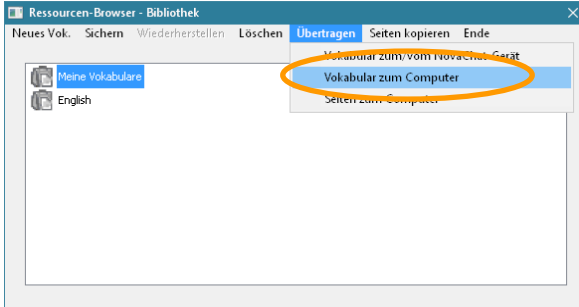 Ressourcen-Browser - Bibliothek
Neues Vok. Sichern Wiederherstellen Löschen Übertragen Seiten kopieren Ende
Vokabular zum/vom NovaChat-Gerät
Vokabular zum Computer
Seiten zum Computer
Meine Vokabulare
English